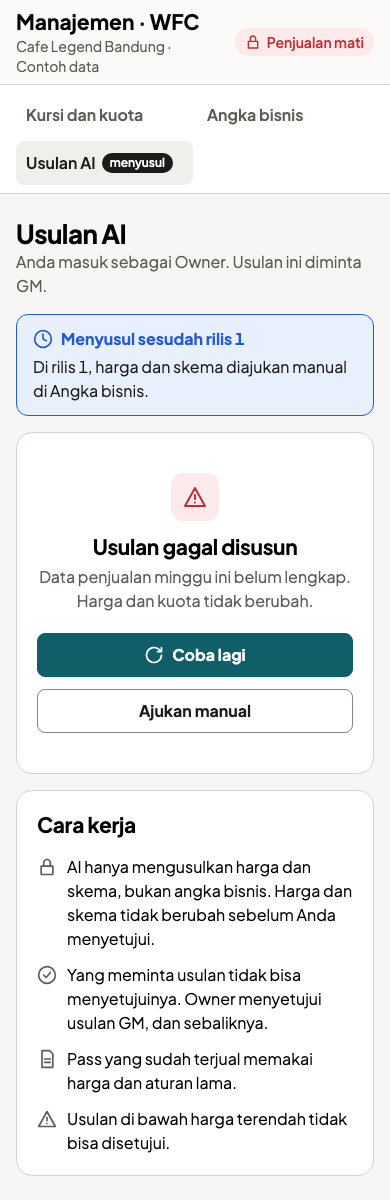 Manajemen · WFC
Cafe Legend Bandung ·
Contoh data
Penjualan mati
Kursi dan kuota
Angka bisnis
Usulan AI menyusul
Usulan AI
Anda masuk sebagai Owner. Usulan ini diminta
GM.
Menyusul sesudah rilis 1
Di rilis 1, harga dan skema diajukan manual
di Angka bisnis.
Usulan gagal disusun
Data penjualan minggu ini belum lengkap.
Harga dan kuota tidak berubah.
Coba lagi
Ajukan manual
Cara kerja
AI hanya mengusulkan harga dan
skema, bukan angka bisnis. Harga dan
skema tidak berubah sebelum Anda
menyetujui.
Yang meminta usulan tidak bisa
menyetujuinya. Owner menyetujui
usulan GM, dan sebaliknya.
Pass yang sudah terjual memakai
harga dan aturan lama.
Usulan di bawah harga terendah tidak
bisa disetujui.